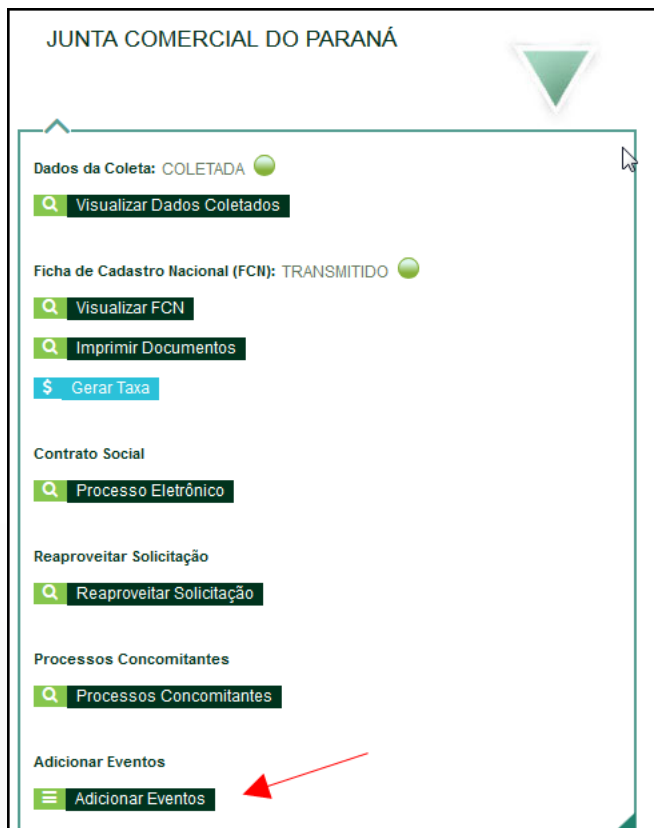 JUNTA COMERCIAL DO PARANÁ
Dados da Coleta: COLETADA
Visualizar Dados Coletados
Ficha de Cadastro Nacional (FCN): TRANSMITIDO
Visualizar FCN
Imprimir Documentos
$ Gerar Taxa
Contrato Social
Processo Eletrônico
Reaproveitar Solicitação
Reaproveitar Solicitação
Processos Concomitantes
Processos Concomitantes
Adicionar Eventos
Adicionar Eventos